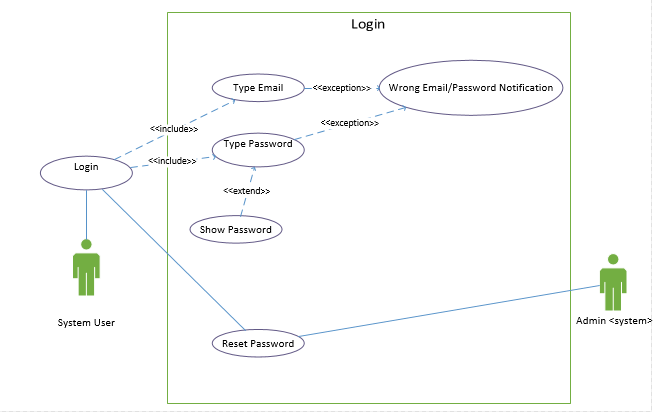 Login
Type Email
<<exception>>
Wrong Email/Password Notification
<<exception>>
<<include>>
Type Password
<<include>>
Login
<<extend>>
Show Password
System User
Admin <system>
Reset Password